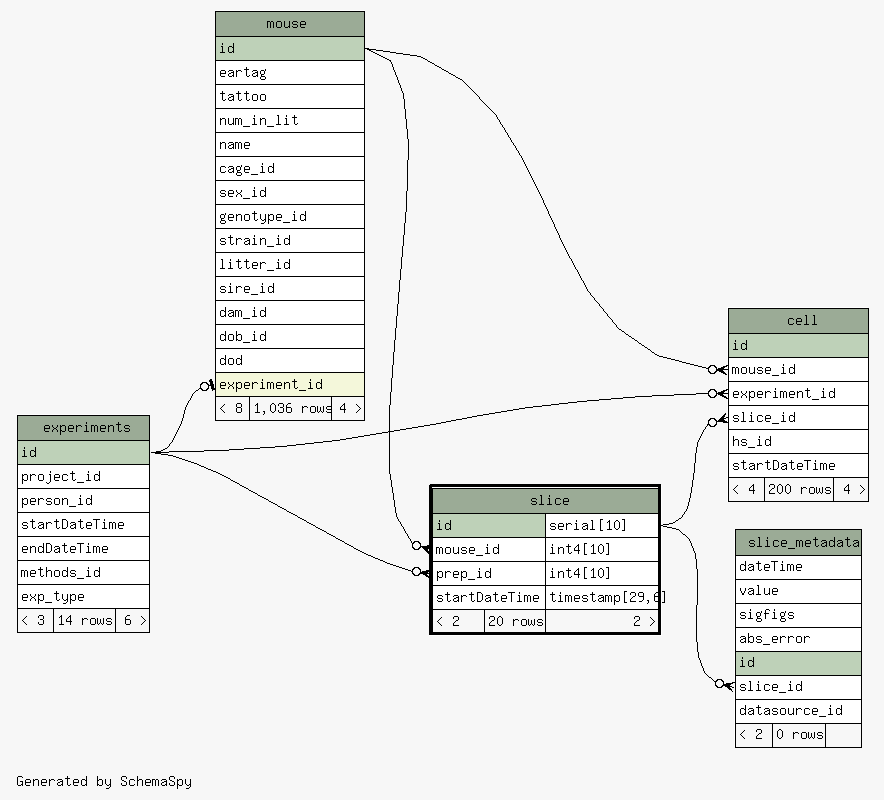 mouse
id
eartag
tattoo
num_in_lit
name
cage_id
sex_id
genotype_id
strain_id
litter_id
sire_id
dam_id
dob_id
dod
experiment_id
< 8 1,036 rows 4 >
experiments
id
project_id
person_id
startDateTime
endDateTime
methods_id
exp_type
< 3 14 rows 6 >
slice
id serial[10]
mouse_id int4[10]
prep_id int4[10]
startDateTime timestamp[29,6]
< 2 20 rows 2 >
cell
id
mouse_id
experiment_id
slice_id
hs_id
startDateTime
< 4 200 rows 4 >
slice_metadata
dateTime
value
sigfigs
abs_error
id
slice_id
datasource_id
< 2 0 rows
Generated by SchemaSpy